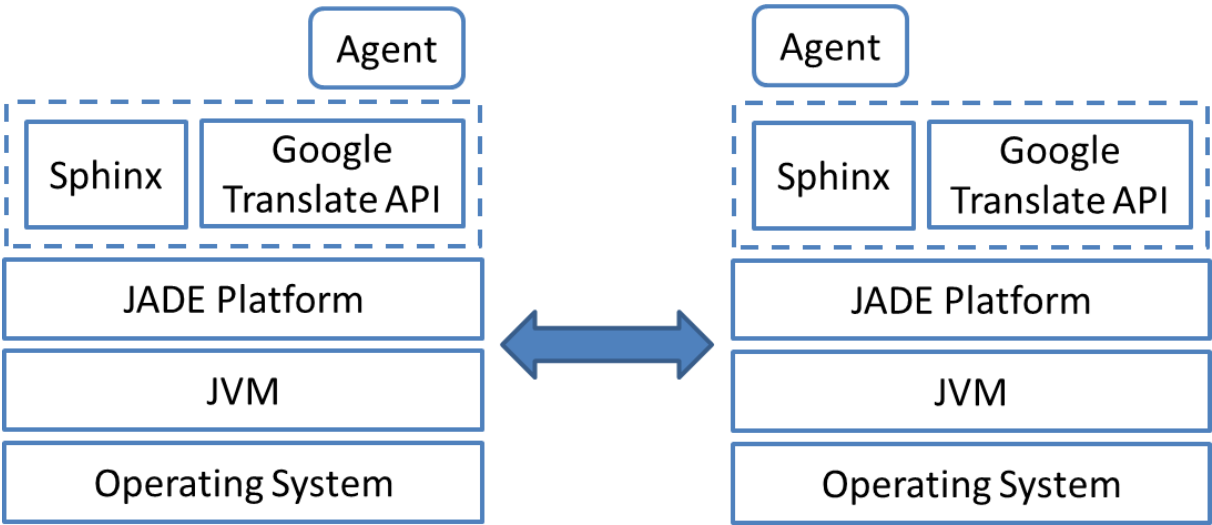 Agent
Sphinx
Google
Translate API
JADE Platform
JVM
Operating System
Agent
Sphinx
Google
Translate API
JADE Platform
JVM
Operating System